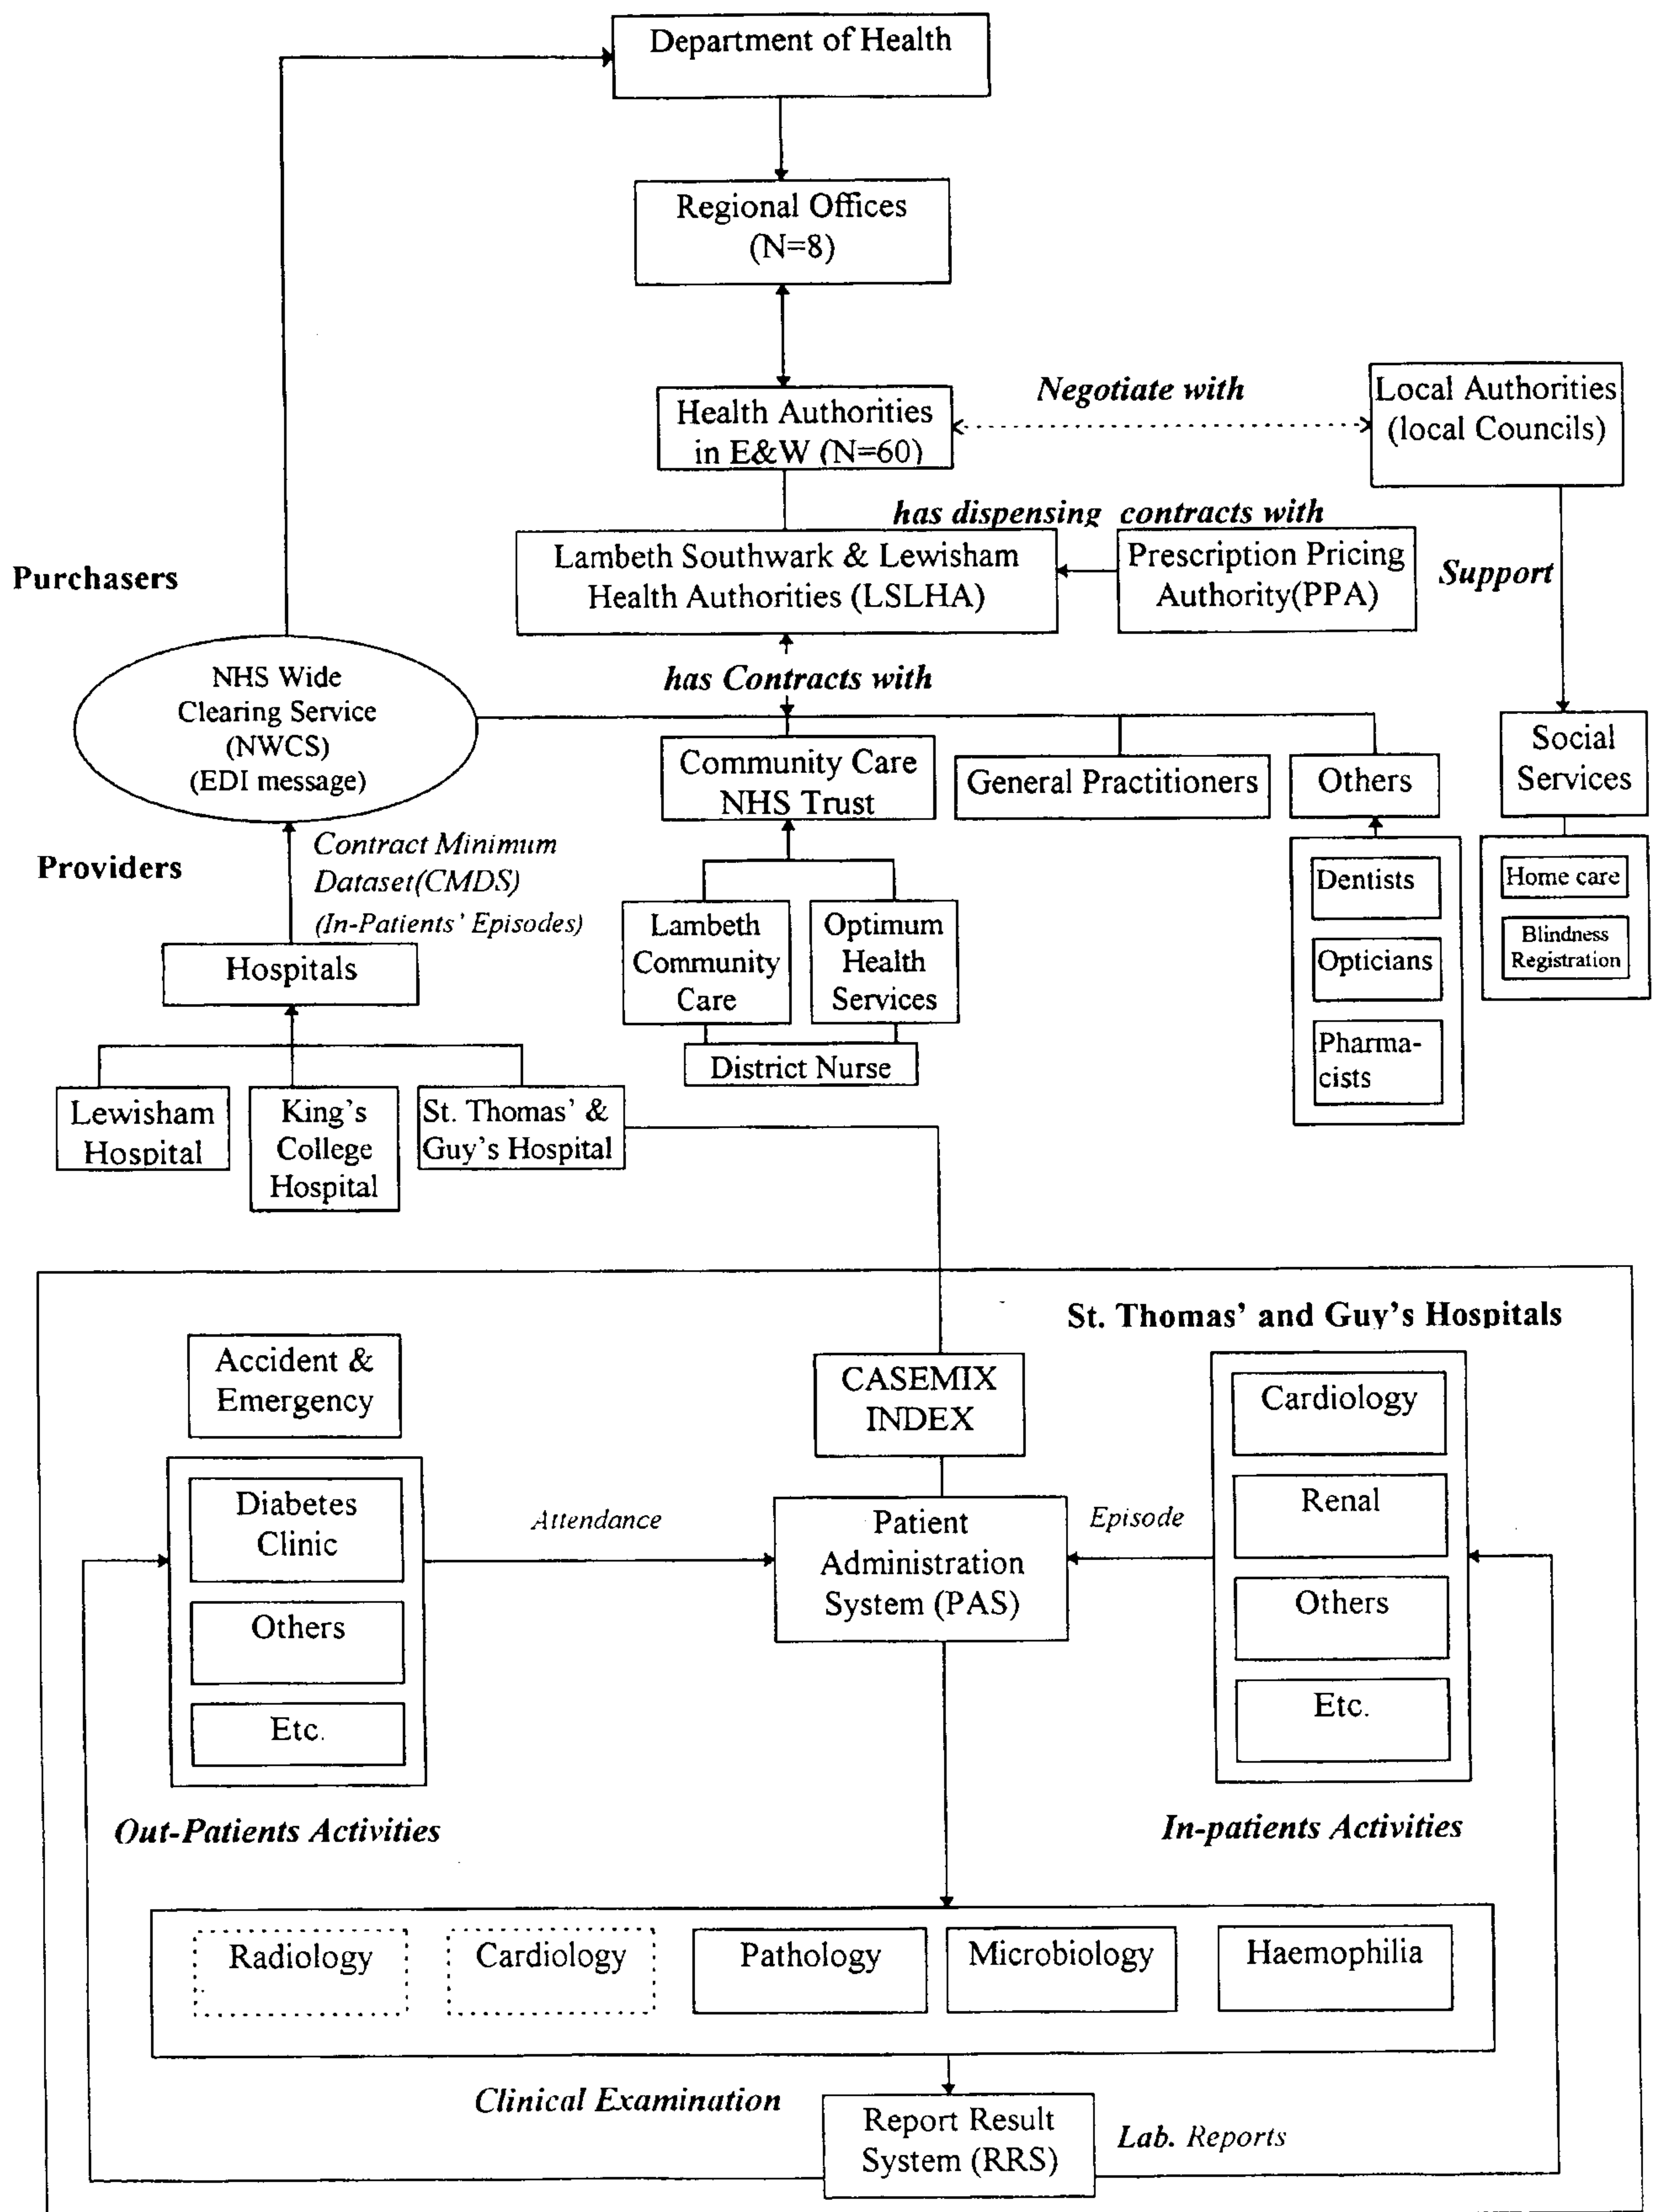 Department of Health
Regional Offices
(N=8)
Health Authorities
in E&W (N=60)
Negotiate with
Local Authorities
(local Councils)
has dispensing contracts with
Lambeth Southwark & Lewisham
Health Authorities (LSLHA)
Prescription Pricing
Authority(PPA)
Support
Purchasers
NHS Wide
Clearing Service
(NWCS)
(EDI message)
has Contracts with
Community Care
NHS Trust
General Practitioners
Others
Social
Services
Providers
Contract Minimum
Dataset(CMDS)
(In-Patients' Episodes)
Hospitals
Lambeth
Community
Care
Optimum
Health
Services
District Nurse
Dentists
Opticians
Pharma-
cists
Home care
Blindness
Registration
Lewisham
Hospital
King's
College
Hospital
St. Thomas' &
Guy's Hospital
St. Thomas' and Guy's Hospitals
Accident &
Emergency
CASEMIX
INDEX
Cardiology
Renal
Others
Etc.
Diabetes
Clinic
Others
Etc.
Attendance
Patient
Administration
System (PAS)
Episode
Out-Patients Activities
In-patients Activities
Radiology
Cardiology
Pathology
Microbiology
Haemophilia
Clinical Examination
Report Result
System (RRS)
Lab. Reports